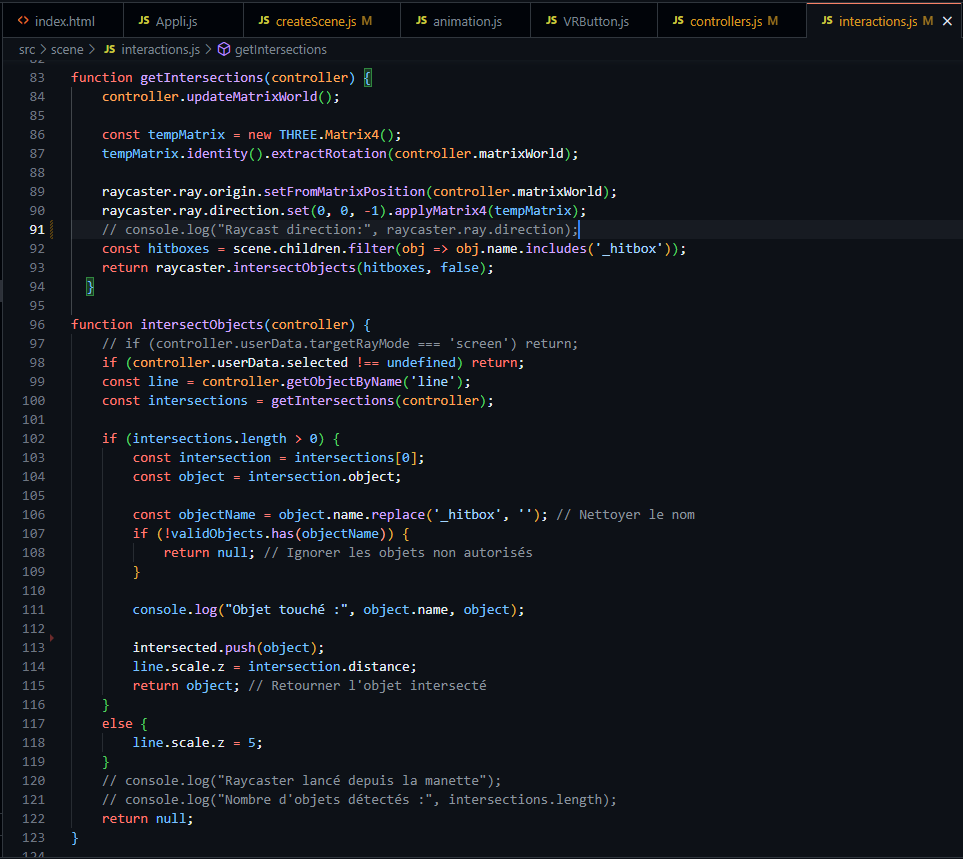 index.html JS Appli.js JS createScene.js M JS animation.js JS VRButton.js JS controllers.js M JS interactions.js M
src > scene > JS interactions.js > getIntersections
83 function getIntersections(controller) {
84 controller.updateMatrixWorld();
85
86 const tempMatrix = new THREE.Matrix4();
87 tempMatrix.identity().extractRotation(controller.matrixWorld);
88
89 raycaster.ray.origin.setFromMatrixPosition(controller.matrixWorld);
90 raycaster.ray.direction.set(0, 0, -1).applyMatrix4(tempMatrix);
91 // console.log("Raycast direction:", raycaster.ray.direction);
92 const hitboxes = scene.children.filter(obj => obj.name.includes('_hitbox'));
93 return raycaster.intersectObjects(hitboxes, false);
94 }
95
96 function intersectObjects(controller) {
97 // if (controller.userData.targetRayMode === 'screen') return;
98 if (controller.userData.selected !== undefined) return;
99 const line = controller.getObjectByName('line');
100 const intersections = getIntersections(controller);
101
102 if (intersections.length > 0) {
103 const intersection = intersections[0];
104 const object = intersection.object;
105
106 const objectName = object.name.replace('_hitbox', ''); // Nettoyer le nom
107 if (!validObjects.has(objectName)) {
108 return null; // Ignorer les objets non autorisés
109 }
110
111 console.log("Objet touché :", object.name, object);
112
113 intersected.push(object);
114 line.scale.z = intersection.distance;
115 return object; // Retourner l'objet intersecté
116 }
117 else {
118 line.scale.z = 5;
119 }
120 // console.log("Raycaster lancé depuis la manette");
121 // console.log("Nombre d'objets détectés :", intersections.length);
122 return null;
123 }
124